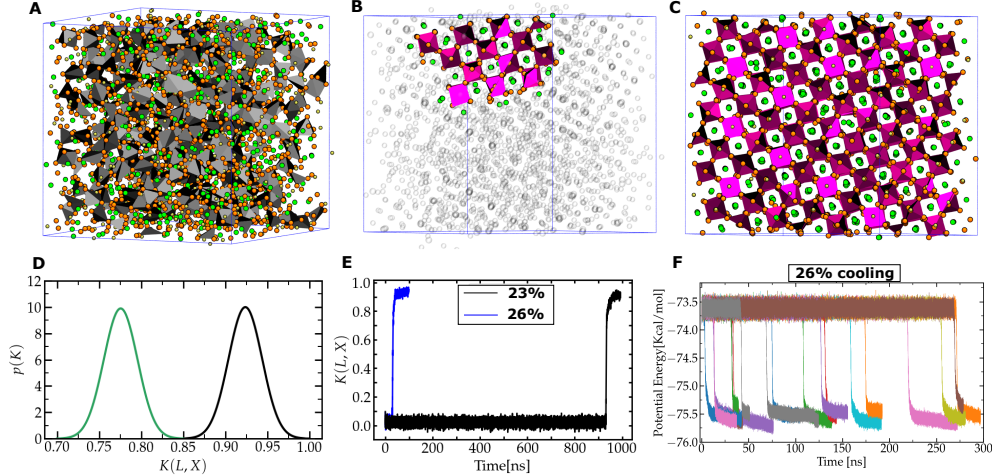 A
B
C
D
p(K)
12
10
8
6
4
2
0
0.70 0.75 0.80 0.85 0.90 0.95 1.00
K(L, X)
E
K(L, X)
1.0
0.8
0.6
0.4
0.2
0.0
23%
26%
0 200 400 600 800 1000
Time[ns]
F
26% cooling
Potential Energy[Kcal/mol]
−73.5
−74.0
−74.5
−75.0
−75.5
−76.0
0 50 100 150 200 250 300
Time [ns]